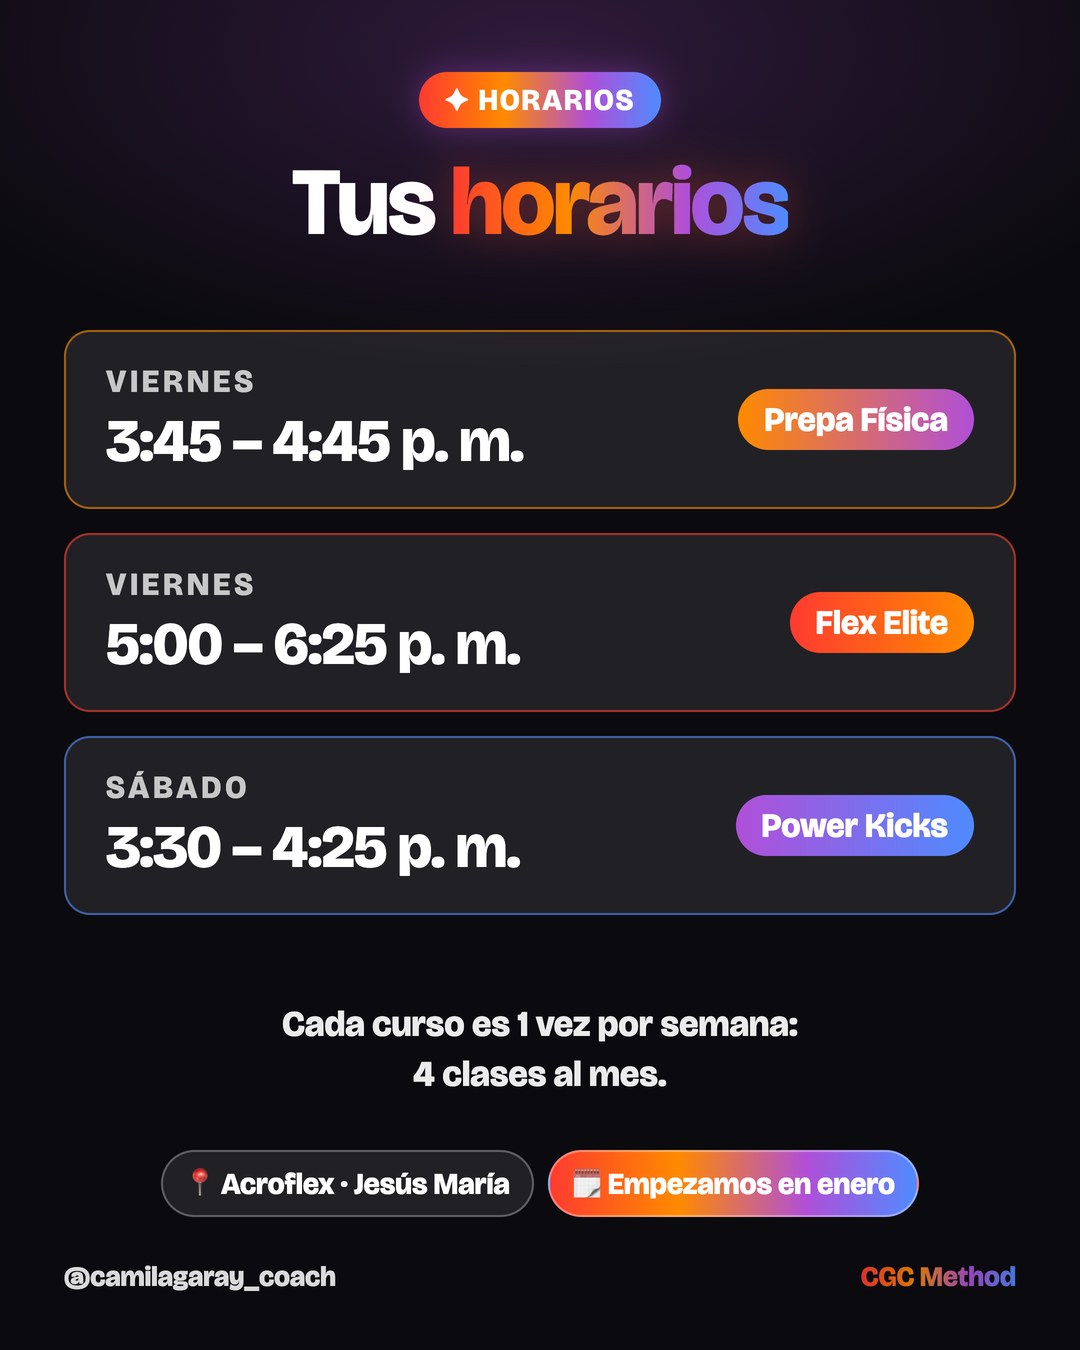 ✦ HORARIOS
Tus horarios
VIERNES
3:45 – 4:45 p. m.
Prepa Física
VIERNES
5:00 – 6:25 p. m.
Flex Elite
SÁBADO
3:30 – 4:25 p. m.
Power Kicks
Cada curso es 1 vez por semana:
4 clases al mes.
📍 Acroflex · Jesús María
🗓️ Empezamos en enero
@camilagaray_coach
CGC Method